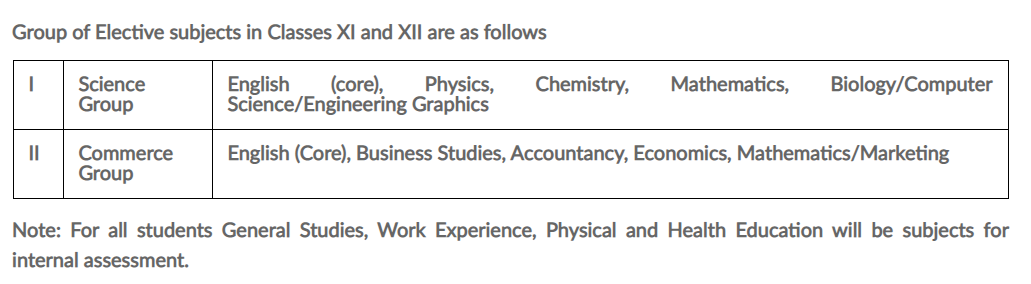 Group of Elective subjects in Classes XI and XII are as follows
I Science Group English (core), Physics, Chemistry, Mathematics, Biology/Computer Science/Engineering Graphics
II Commerce Group English (Core), Business Studies, Accountancy, Economics, Mathematics/Marketing
Note: For all students General Studies, Work Experience, Physical and Health Education will be subjects for
internal assessment.